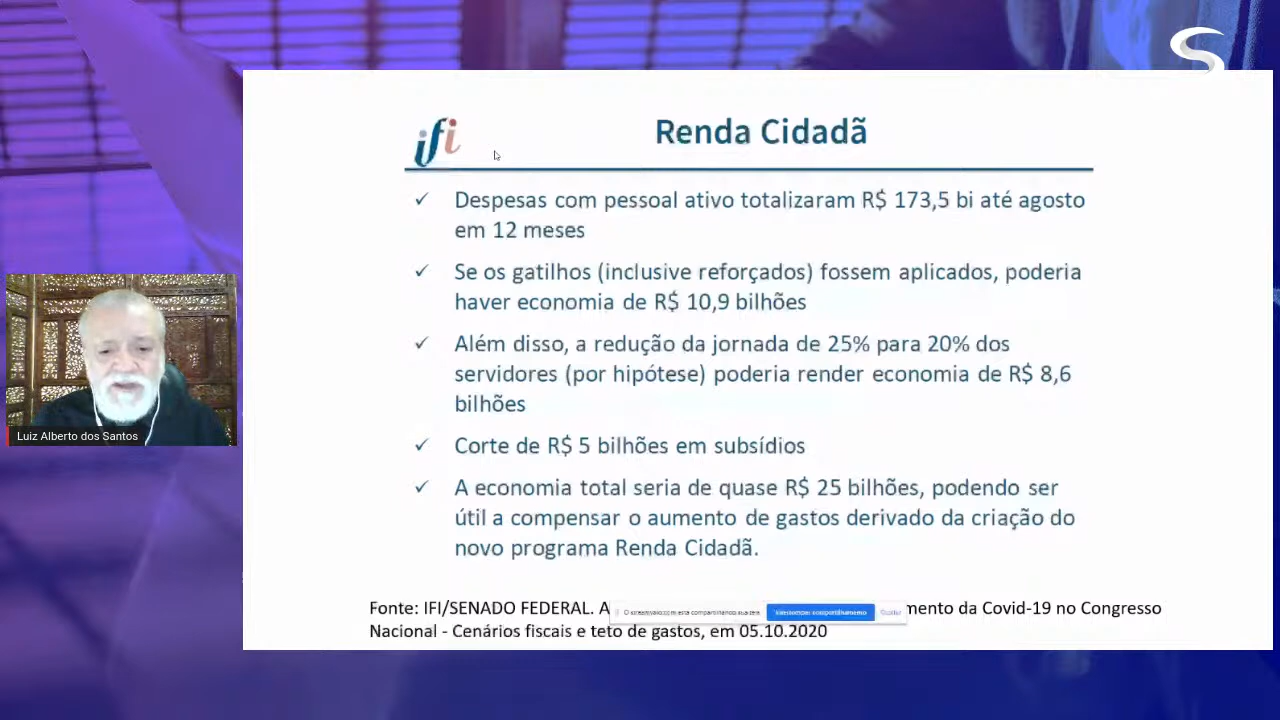 S
ifi
Renda Cidadã
✓ Despesas com pessoal ativo totalizaram R$ 173,5 bi até agosto
em 12 meses
✓ Se os gatilhos (inclusive reforçados) fossem aplicados, poderia
haver economia de R$ 10,9 bilhões
✓ Além disso, a redução da jornada de 25% para 20% dos
servidores (por hipótese) poderia render economia de R$ 8,6
bilhões
✓ Corte de R$ 5 bilhões em subsídios
✓ A economia total seria de quase R$ 25 bilhões, podendo ser
útil a compensar o aumento de gastos derivado da criação do
novo programa Renda Cidadã.
Luiz Alberto dos Santos
Fonte: IFI/SENADO FEDERAL. A mento da Covid-19 no Congresso
Nacional - Cenários fiscais e teto de gastos, em 05.10.2020